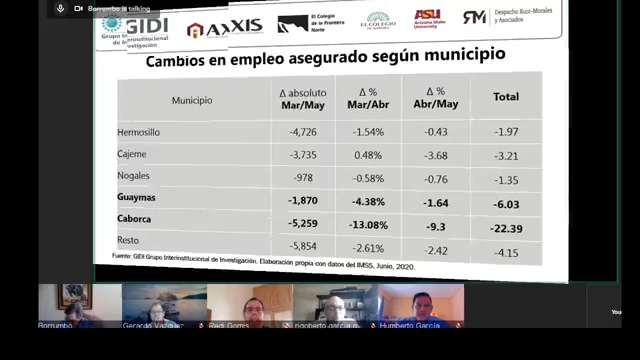 Borrumbo is talking
GIDI
Grupo
Interinstitucional
de Investigación
AXXIS
El Colegio
de la Frontera
Norte
EL COLEGIO
DE SONORA
ASU
Arizona State
University
RM
Despacho Ruiz-Morales
y Asociados
Cambios en empleo asegurado según municipio
Municipio Δ absoluto Mar/May Δ % Mar/Abr Δ % Abr/May Total
Hermosillo -4,726 -1.54% -0.43 -1.97
Cajeme -3,735 0.48% -3.68 -3.21
Nogales -978 -0.58% -0,76 -1.35
Guaymas -1,870 -4.38% -1.64 -6.03
Caborca -5,259 -13.08% -9.3 -22.39
Resto -5,854 -2.61% -2.42 -4.15
Fuente: GIDI Grupo Interinstitucional de Investigación. Elaboración propia con datos del IMSS, Junio, 2020.
Borrumbo Gerardo Vazquez Redi Gomis rigoberto garcia Humberto García
You